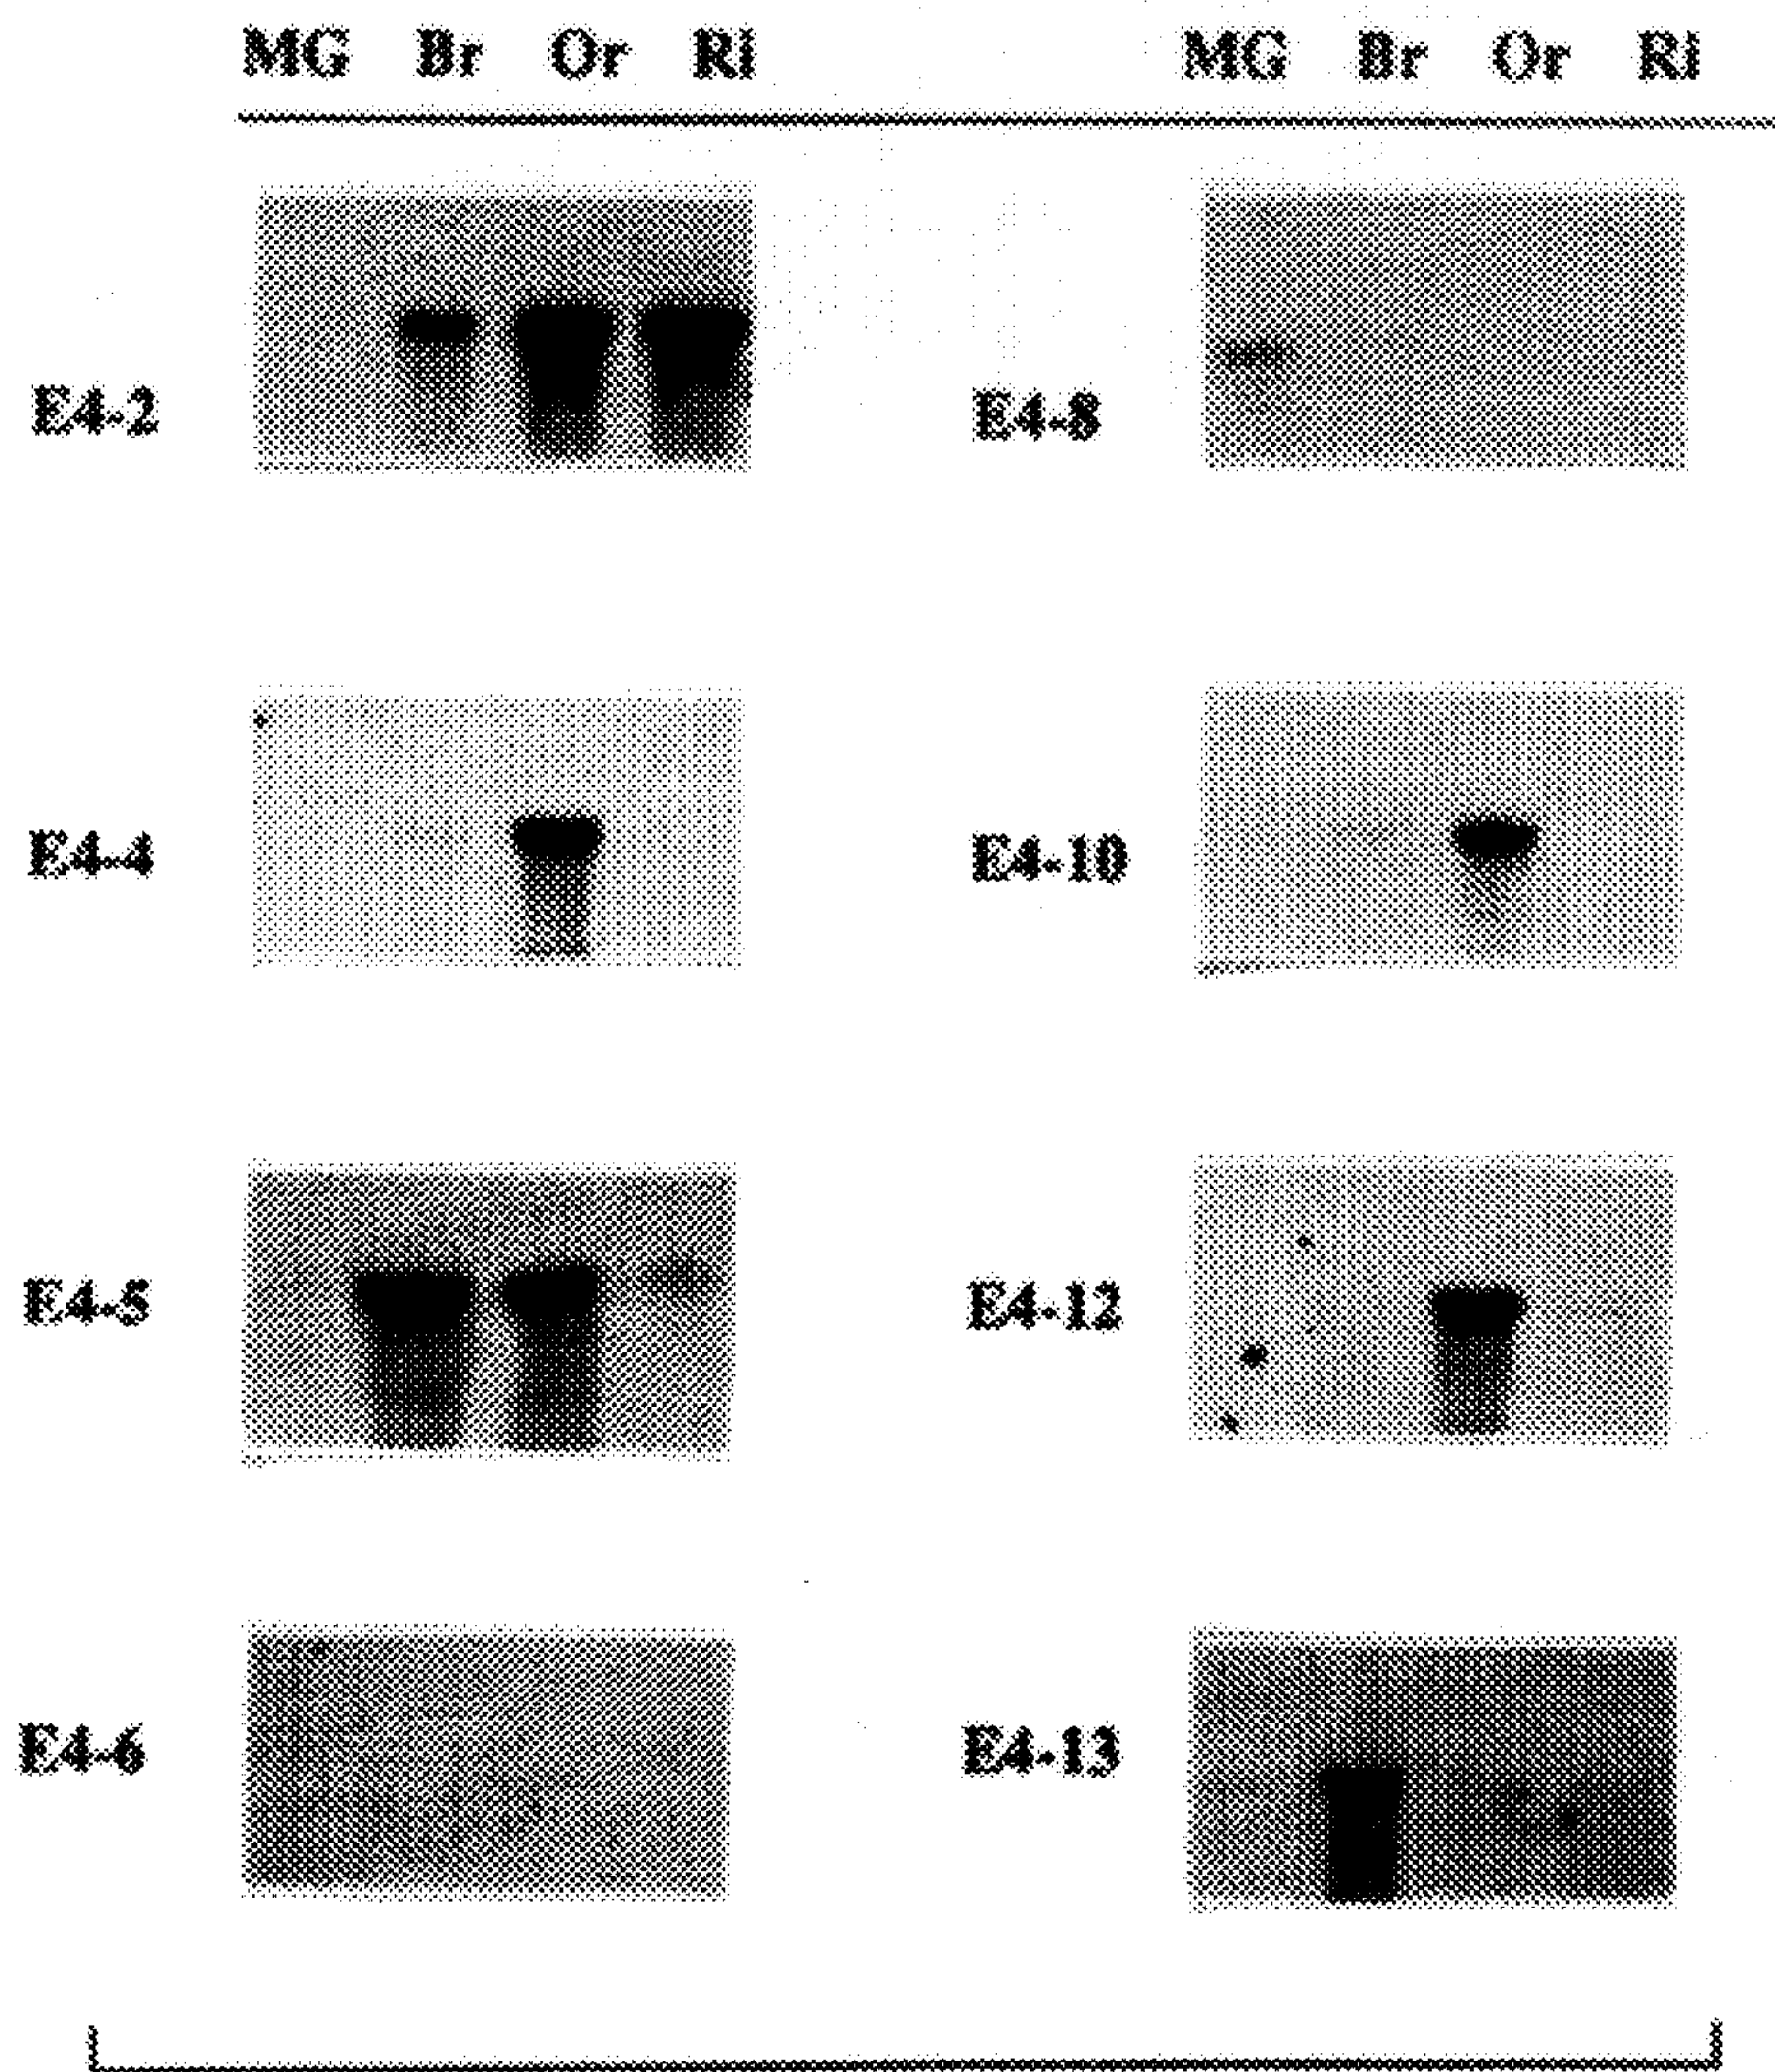 MG Br Or Ri MG Br Or Ri
E4-2 E4-8
E4-4 E4-10
E4-5 E4-12
E4-6 E4-13